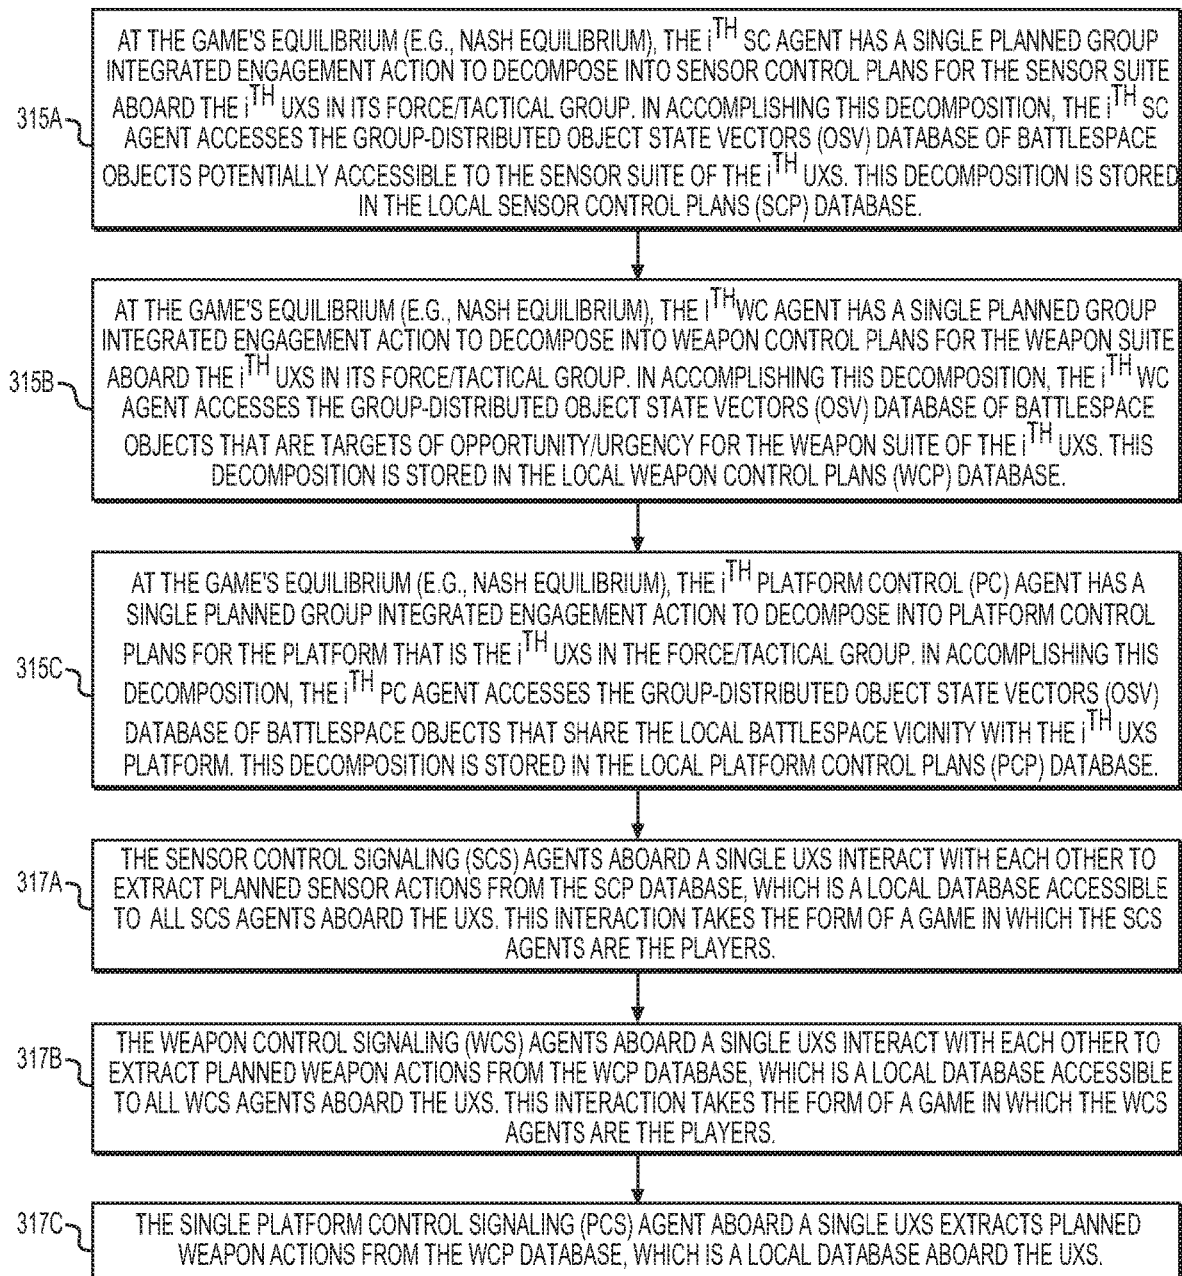 315A
AT THE GAME'S EQUILIBRIUM (E.G., NASH EQUILIBRIUM), THE iTH SC AGENT HAS A SINGLE PLANNED GROUP
INTEGRATED ENGAGEMENT ACTION TO DECOMPOSE INTO SENSOR CONTROL PLANS FOR THE SENSOR SUITE
ABOARD THE iTH UXS IN ITS FORCE/TACTICAL GROUP. IN ACCOMPLISHING THIS DECOMPOSITION, THE iTH SC
AGENT ACCESSES THE GROUP-DISTRIBUTED OBJECT STATE VECTORS (OSV) DATABASE OF BATTLESPACE
OBJECTS POTENTIALLY ACCESSIBLE TO THE SENSOR SUITE OF THE iTH UXS. THIS DECOMPOSITION IS STORED
IN THE LOCAL SENSOR CONTROL PLANS (SCP) DATABASE.
315B
AT THE GAME'S EQUILIBRIUM (E.G., NASH EQUILIBRIUM), THE iTH WC AGENT HAS A SINGLE PLANNED GROUP
INTEGRATED ENGAGEMENT ACTION TO DECOMPOSE INTO WEAPON CONTROL PLANS FOR THE WEAPON SUITE
ABOARD THE iTH UXS IN ITS FORCE/TACTICAL GROUP. IN ACCOMPLISHING THIS DECOMPOSITION, THE iTH WC
AGENT ACCESSES THE GROUP-DISTRIBUTED OBJECT STATE VECTORS (OSV) DATABASE OF BATTLESPACE
OBJECTS THAT ARE TARGETS OF OPPORTUNITY/URGENCY FOR THE WEAPON SUITE OF THE iTH UXS. THIS
DECOMPOSITION IS STORED IN THE LOCAL WEAPON CONTROL PLANS (WCP) DATABASE.
315C
AT THE GAME'S EQUILIBRIUM (E.G., NASH EQUILIBRIUM), THE iTH PLATFORM CONTROL (PC) AGENT HAS A
SINGLE PLANNED GROUP INTEGRATED ENGAGEMENT ACTION TO DECOMPOSE INTO PLATFORM CONTROL
PLANS FOR THE PLATFORM THAT IS THE iTH UXS IN THE FORCE/TACTICAL GROUP. IN ACCOMPLISHING THIS
DECOMPOSITION, THE iTH PC AGENT ACCESSES THE GROUP-DISTRIBUTED OBJECT STATE VECTORS (OSV)
DATABASE OF BATTLESPACE OBJECTS THAT SHARE THE LOCAL BATTLESPACE VICINITY WITH THE iTH UXS
PLATFORM. THIS DECOMPOSITION IS STORED IN THE LOCAL PLATFORM CONTROL PLANS (PCP) DATABASE.
317A
THE SENSOR CONTROL SIGNALING (SCS) AGENTS ABOARD A SINGLE UXS INTERACT WITH EACH OTHER TO
EXTRACT PLANNED SENSOR ACTIONS FROM THE SCP DATABASE, WHICH IS A LOCAL DATABASE ACCESSIBLE
TO ALL SCS AGENTS ABOARD THE UXS. THIS INTERACTION TAKES THE FORM OF A GAME IN WHICH THE SCS
AGENTS ARE THE PLAYERS.
317B
THE WEAPON CONTROL SIGNALING (WCS) AGENTS ABOARD A SINGLE UXS INTERACT WITH EACH OTHER TO
EXTRACT PLANNED WEAPON ACTIONS FROM THE WCP DATABASE, WHICH IS A LOCAL DATABASE ACCESSIBLE
TO ALL WCS AGENTS ABOARD THE UXS. THIS INTERACTION TAKES THE FORM OF A GAME IN WHICH THE WCS
AGENTS ARE THE PLAYERS.
317C
THE SINGLE PLATFORM CONTROL SIGNALING (PCS) AGENT ABOARD A SINGLE UXS EXTRACTS PLANNED
WEAPON ACTIONS FROM THE WCP DATABASE, WHICH IS A LOCAL DATABASE ABOARD THE UXS.